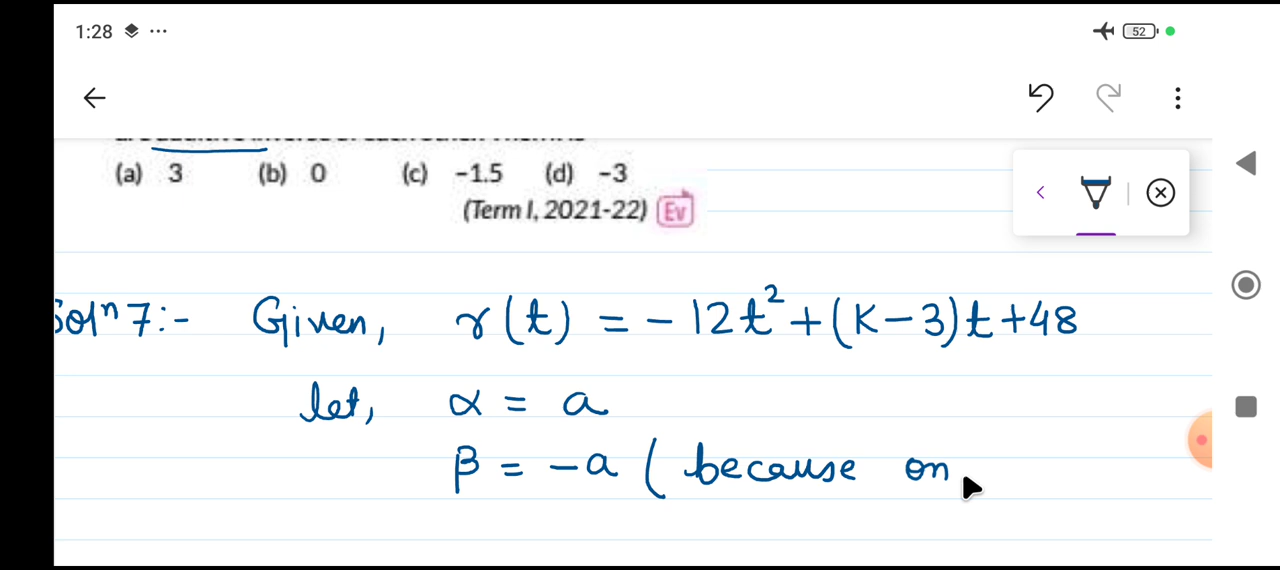 1:28 ... 52
(a) 3 (b) 0 (c) -1.5 (d) -3
(Term I, 2021-22) Ev
Solⁿ 7:- Given, r(t) = -12t² + (K-3)t + 48
let, α = a
β = -a ( because on